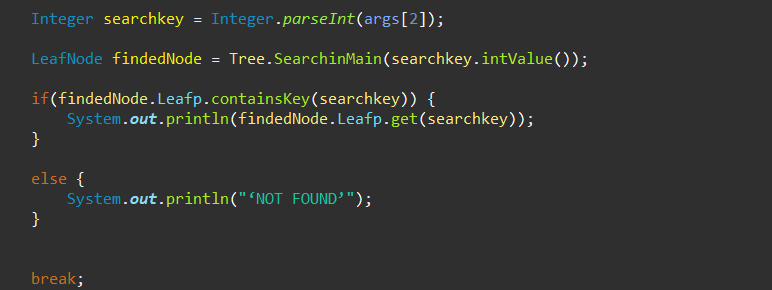 Integer searchkey = Integer.parseInt(args[2]);
LeafNode findedNode = Tree.SearchinMain(searchkey.intValue());
if(findedNode.Leafp.containsKey(searchkey)) {
System.out.println(findedNode.Leafp.get(searchkey));
}
else {
System.out.println("‘NOT FOUND’");
}
break;